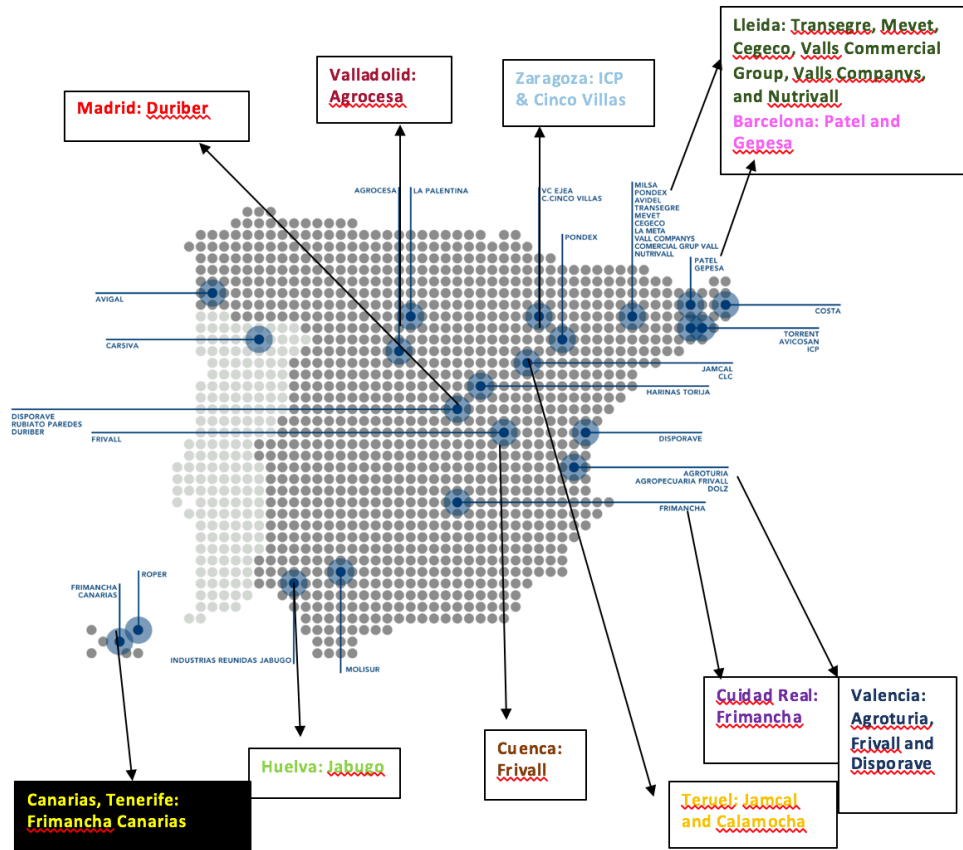 Lleida: Transegre, Mevet,
Cegeco, Valls Commercial
Group, Valls Companys,
and Nutrivall
Barcelona: Patel and
Gepesa
Valladolid:
Agrocesa
Zaragoza: ICP
& Cinco Villas
Madrid: Duriber
AGROCESA
LA PALENTINA
VC EJEA
C.CINCO VILLAS
PONDEX
MILSA
PONDEX
AVIDEL
TRANSEGRE
MEVET
CEGECO
LA META
VALL COMPANYS
COMERCIAL GRUP VALL
NUTRIVALL
PATEL
GEPESA
AVIGAL
COSTA
CARSIVA
TORRENT
AVICOSAN
ICP
JAMCAL
CLC
HARINAS TORIJA
DISPORAVE
RUBIATO PAREDES
DURIBER
FRIVALL
DISPORAVE
AGROTURIA
AGROPECUARIA FRIVALL
DOLZ
FRIMANCHA
ROPER
FRIMANCHA
CANARIAS
INDUSTRIAS REUNIDAS JABUGO
MOLISUR
Cuidad Real:
Frimancha
Valencia:
Agroturia,
Frivall and
Disporave
Huelva: Jabugo
Cuenca:
Frivall
Canarias, Tenerife:
Frimancha Canarias
Teruel: Jamcal
and Calamocha